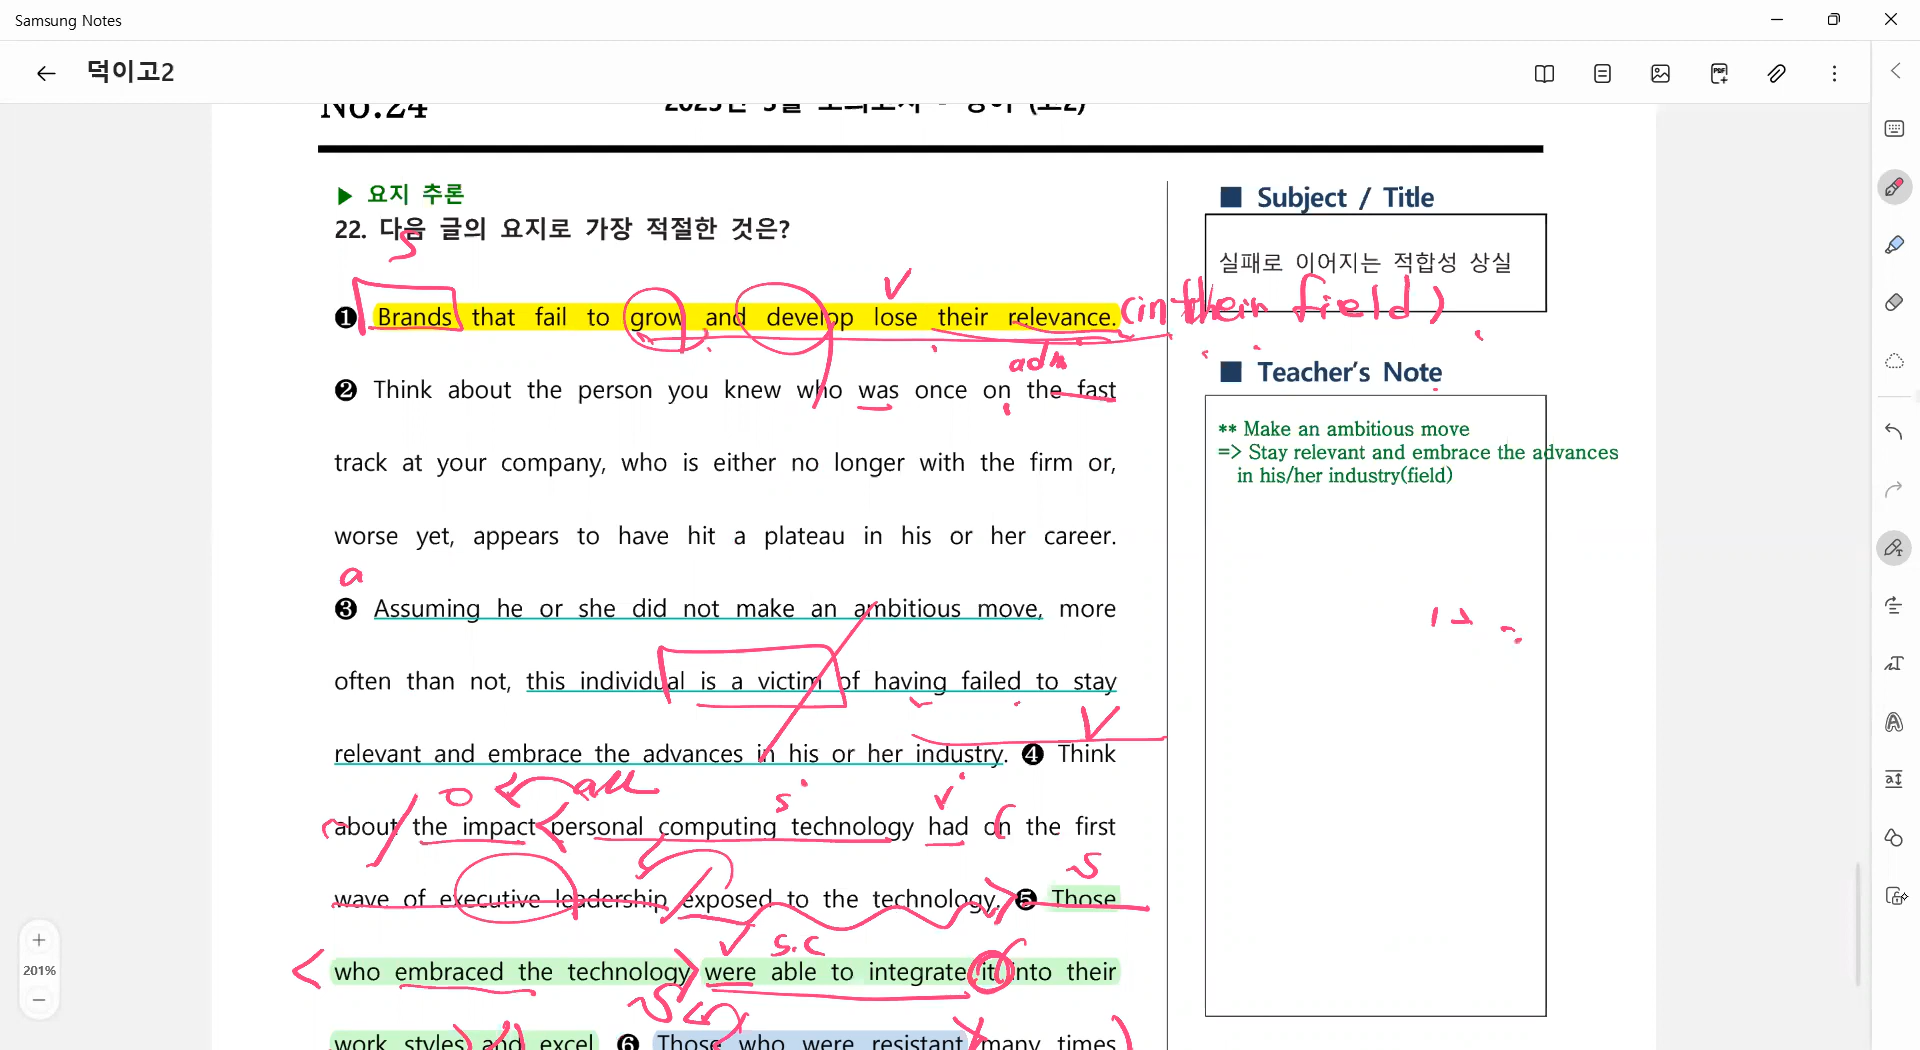 Samsung Notes
덕이고2
No.24
▶ 요지 추론
22. 다음 글의 요지로 가장 적절한 것은?
S
V
❶ Brands that fail to grow and develop lose their relevance. (in their field)
❷ Think about the person you knew who was once on the fast
track at your company, who is either no longer with the firm or,
worse yet, appears to have hit a plateau in his or her career.
a
❸ Assuming he or she did not make an ambitious move, more
often than not, this individual is a victim of having failed to stay
V
relevant and embrace the advances in his or her industry. ❹ Think
o
s v
about the impact personal computing technology had on the first
S
wave of executive leadership exposed to the technology. ❺ Those
v s.c
who embraced the technology were able to integrate it into their
S
work styles and excel. ❻ Those who were resistant many times
■ Subject / Title
실패로 이어지는 적합성 상실
■ Teacher's Note
** Make an ambitious move
=> Stay relevant and embrace the advances
in his/her industry(field)
PDF
201%